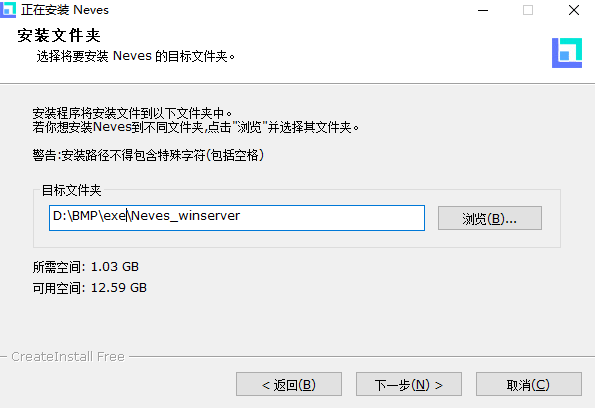 正在安装 Neves
安装文件夹
选择将要安装 Neves 的目标文件夹。
安装程序将安装文件到以下文件夹中。
若你想安装Neves到不同文件夹,点击"浏览"并选择其文件夹。
警告:安装路径不得包含特殊字符(包括空格)
目标文件夹
D:\BMP\exe\Neves_winserver
浏览(B)...
所需空间: 1.03 GB
可用空间: 12.59 GB
CreateInstall Free
< 返回(B)
下一步(N) >
取消(C)